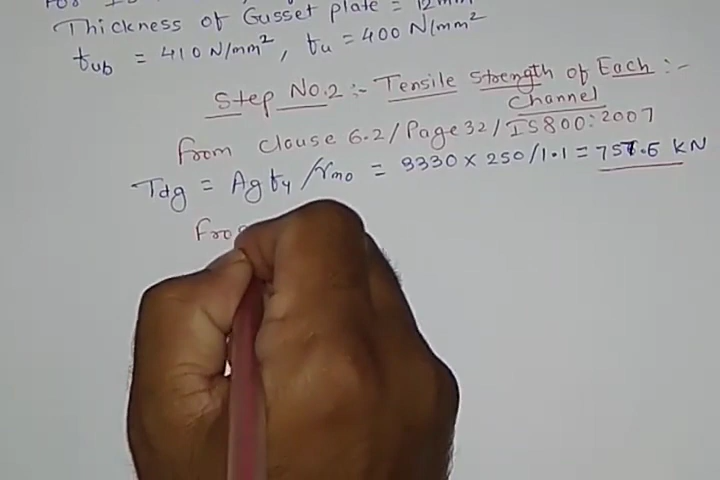 Thickness of Gusset plate = 12mm
fub = 410 N/mm², fu = 400 N/mm²
Step No.2 :- Tensile Strength of Each :-
Channel
From Clause 6.2/Page 32/IS800:2007
Tdg = Ag fy/γmo = 3330 × 250/1.1 = 757.5 KN